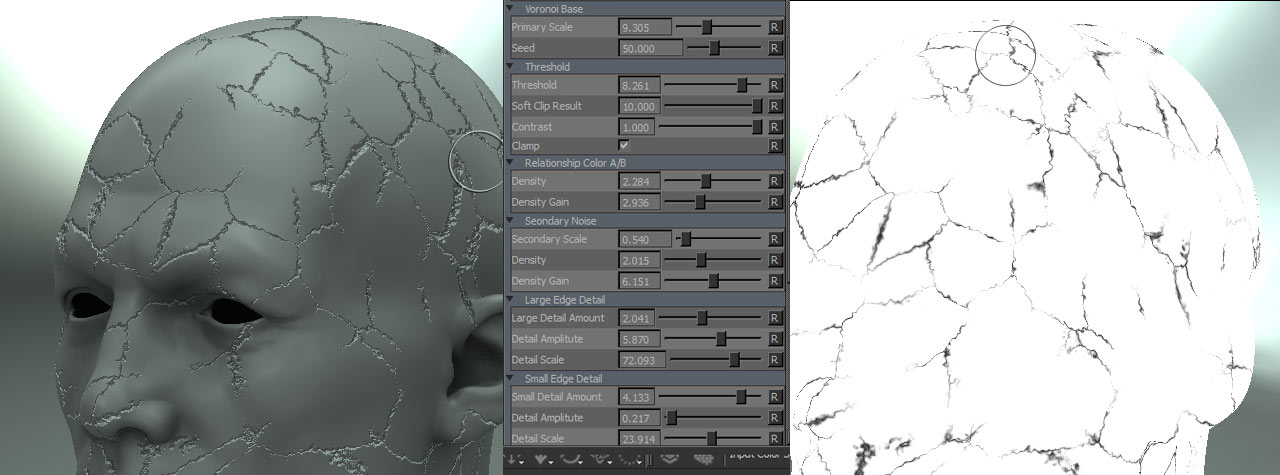 Voronoi Base
Primary Scale 9.305 R
Seed 50.000 R
Threshold
Threshold 8.261 R
Soft Clip Result 10.000 R
Contrast 1.000 R
Clamp R
Relationship Color A/B
Density 2.284 R
Density Gain 2.936 R
Seondary Noise
Secondary Scale 0.540 R
Density 2.015 R
Density Gain 6.151 R
Large Edge Detail
Large Detail Amount 2.041 R
Detail Amplitute 5.870 R
Detail Scale 72.093 R
Small Edge Detail
Small Detail Amount 4.133 R
Detail Amplitute 0.217 R
Detail Scale 23.914 R
Input Color